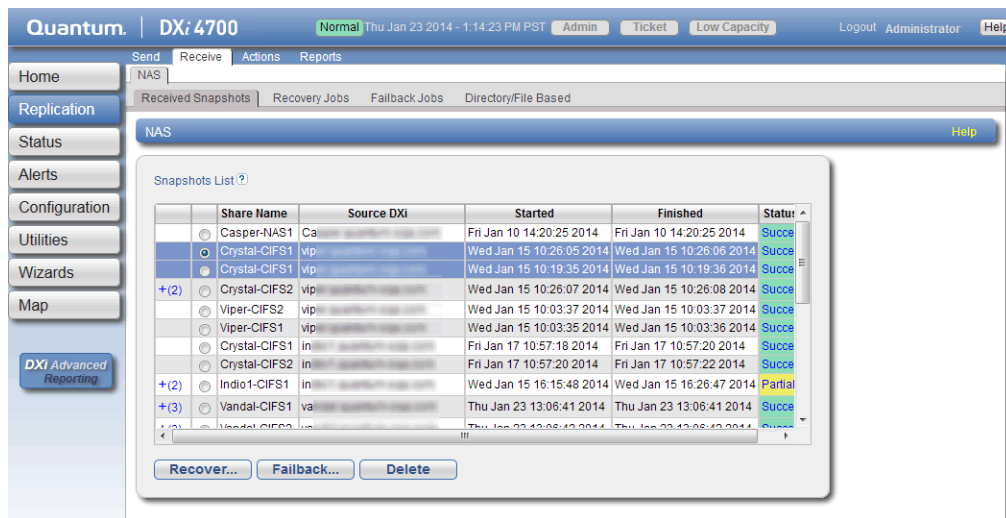 Quantum. DXi 4700 Normal Thu Jan 23 2014 - 1:14:23 PM PST Admin Ticket Low Capacity Logout Administrator Help
Send Receive Actions Reports
Home NAS
Received Snapshots Recovery Jobs Failback Jobs Directory/File Based
Replication
NAS Help
Status
Alerts
Snapshots List ?
Configuration
Share Name Source DXi Started Finished Status
Utilities
Casper-NAS1 Ca Fri Jan 10 14:20:25 2014 Fri Jan 10 14:20:25 2014 Succe
Crystal-CIFS1 vip Wed Jan 15 10:26:05 2014 Wed Jan 15 10:26:06 2014 Succe
Wizards
Crystal-CIFS1 vip Wed Jan 15 10:19:35 2014 Wed Jan 15 10:19:36 2014 Succe
+(2) Crystal-CIFS2 vip Wed Jan 15 10:26:07 2014 Wed Jan 15 10:26:08 2014 Succe
Map
Viper-CIFS2 vip Wed Jan 15 10:03:37 2014 Wed Jan 15 10:03:37 2014 Succe
Viper-CIFS1 vip Wed Jan 15 10:03:35 2014 Wed Jan 15 10:03:36 2014 Succe
Crystal-CIFS1 in Fri Jan 17 10:57:18 2014 Fri Jan 17 10:57:20 2014 Succe
DXi Advanced Reporting
Crystal-CIFS2 in Fri Jan 17 10:57:20 2014 Fri Jan 17 10:57:22 2014 Succe
+(2) Indio1-CIFS1 in Wed Jan 15 16:15:48 2014 Wed Jan 15 16:26:47 2014 Partial
+(3) Vandal-CIFS1 va Thu Jan 23 13:06:41 2014 Thu Jan 23 13:06:41 2014 Succe
Recover... Failback... Delete